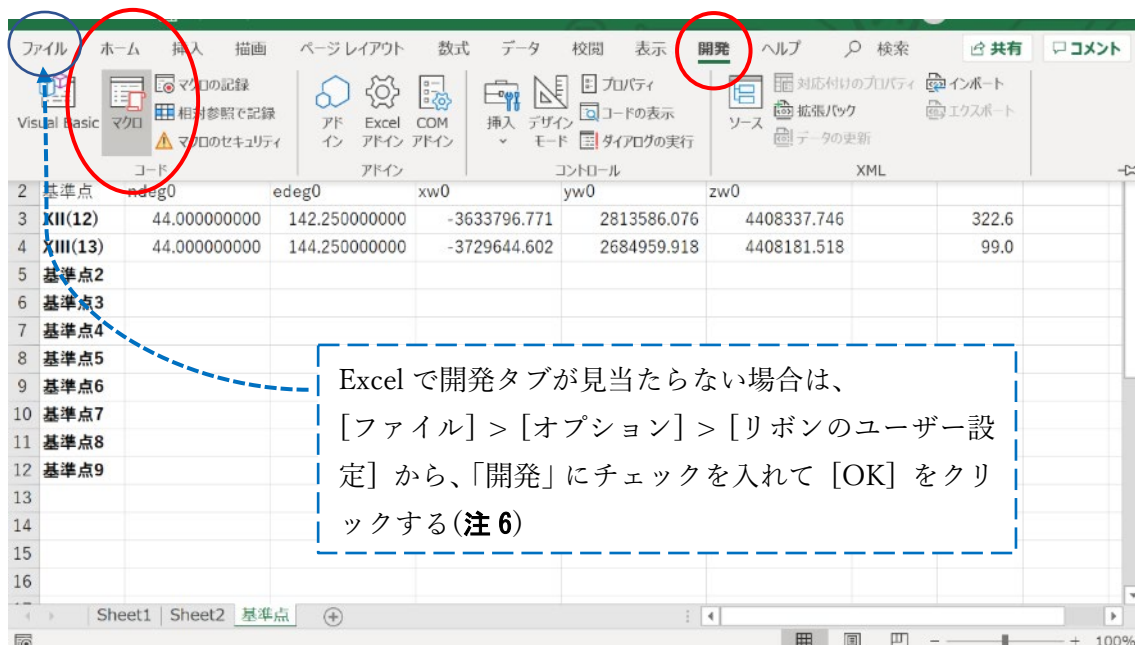 ファイル ホーム 挿入 描画 ページ レイアウト 数式 データ 校閲 表示 開発 ヘルプ 検索 共有 コメント
Visual Basic マクロ マクロの記録 アドイン Excel アドイン COM アドイン 挿入 デザイン モード プロパティ ソース 対応付けのプロパティ インポート
相対参照で記録 コードの表示 拡張パック エクスポート
マクロのセキュリティ ダイアログの実行 データの更新
コード アドイン コントロール XML
2 基準点 ndeg0 edeg0 xw0 yw0 zw0
3 XII(12) 44.000000000 142.250000000 -3633796.771 2813586.076 4408337.746 322.6
4 XIII(13) 44.000000000 144.250000000 -3729644.602 2684959.918 4408181.518 99.0
5 基準点2
6 基準点3
7 基準点4
8 基準点5
9 基準点6
10 基準点7
11 基準点8
12 基準点9
13
14
15
16
Excel で開発タブが見当たらない場合は、
[ファイル] > [オプション] > [リボンのユーザー設
定] から、「開発」にチェックを入れて [OK] をクリ
ックする(注 6)
Sheet1 Sheet2 基準点
100%